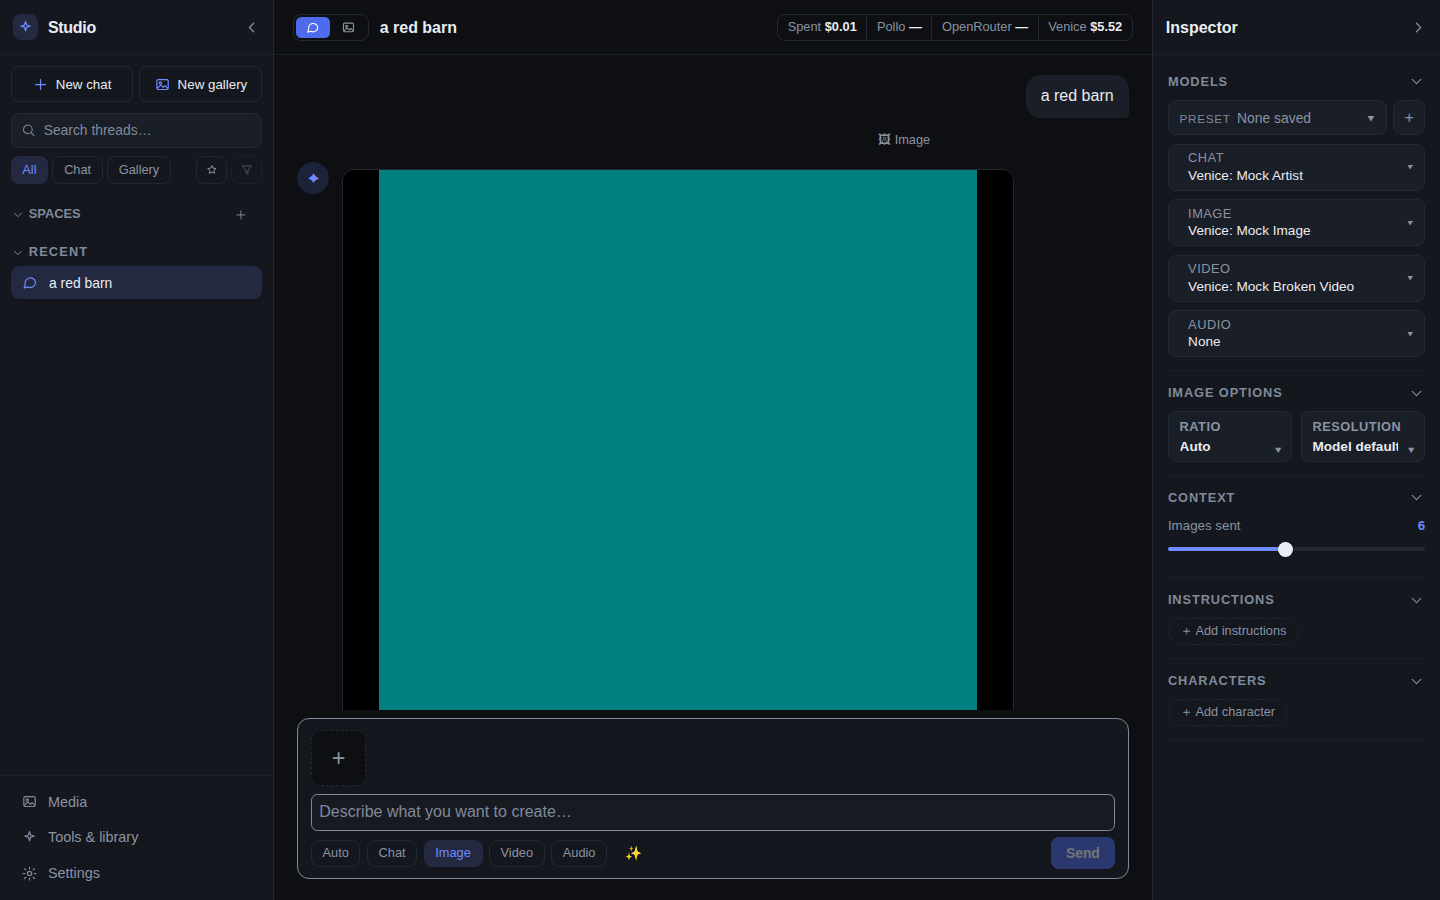 Studio
New chat
New gallery
Search threads…
All
Chat
Gallery
SPACES
RECENT
a red barn
Media
Tools & library
Settings
a red barn
Spent $0.01
Pollo —
OpenRouter —
Venice $5.52
a red barn
Image
Describe what you want to create…
Auto
Chat
Image
Video
Audio
Send
Inspector
MODELS
PRESET None saved
CHAT
Venice: Mock Artist
IMAGE
Venice: Mock Image
VIDEO
Venice: Mock Broken Video
AUDIO
None
IMAGE OPTIONS
RATIO
Auto
RESOLUTION
Model default
CONTEXT
Images sent 6
INSTRUCTIONS
+ Add instructions
CHARACTERS
+ Add character